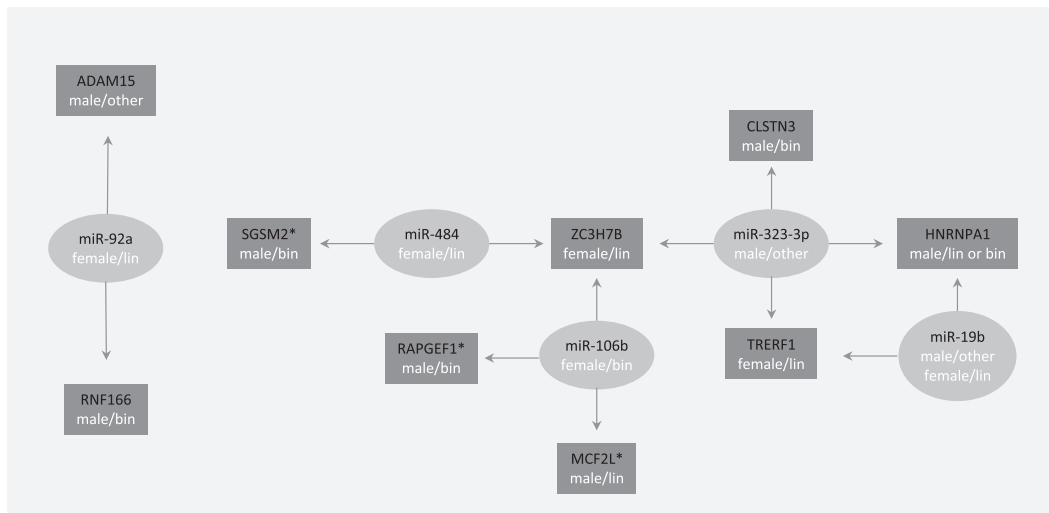 ADAM15
male/other
CLSTN3
male/bin
miR-92a
female/lin
SGSM2*
male/bin
miR-484
female/lin
ZC3H7B
female/lin
miR-323-3p
male/other
HNRNPA1
male/lin or bin
RAPGEF1*
male/bin
miR-106b
female/bin
TRERF1
female/lin
miR-19b
male/other
female/lin
RNF166
male/bin
MCF2L*
male/lin